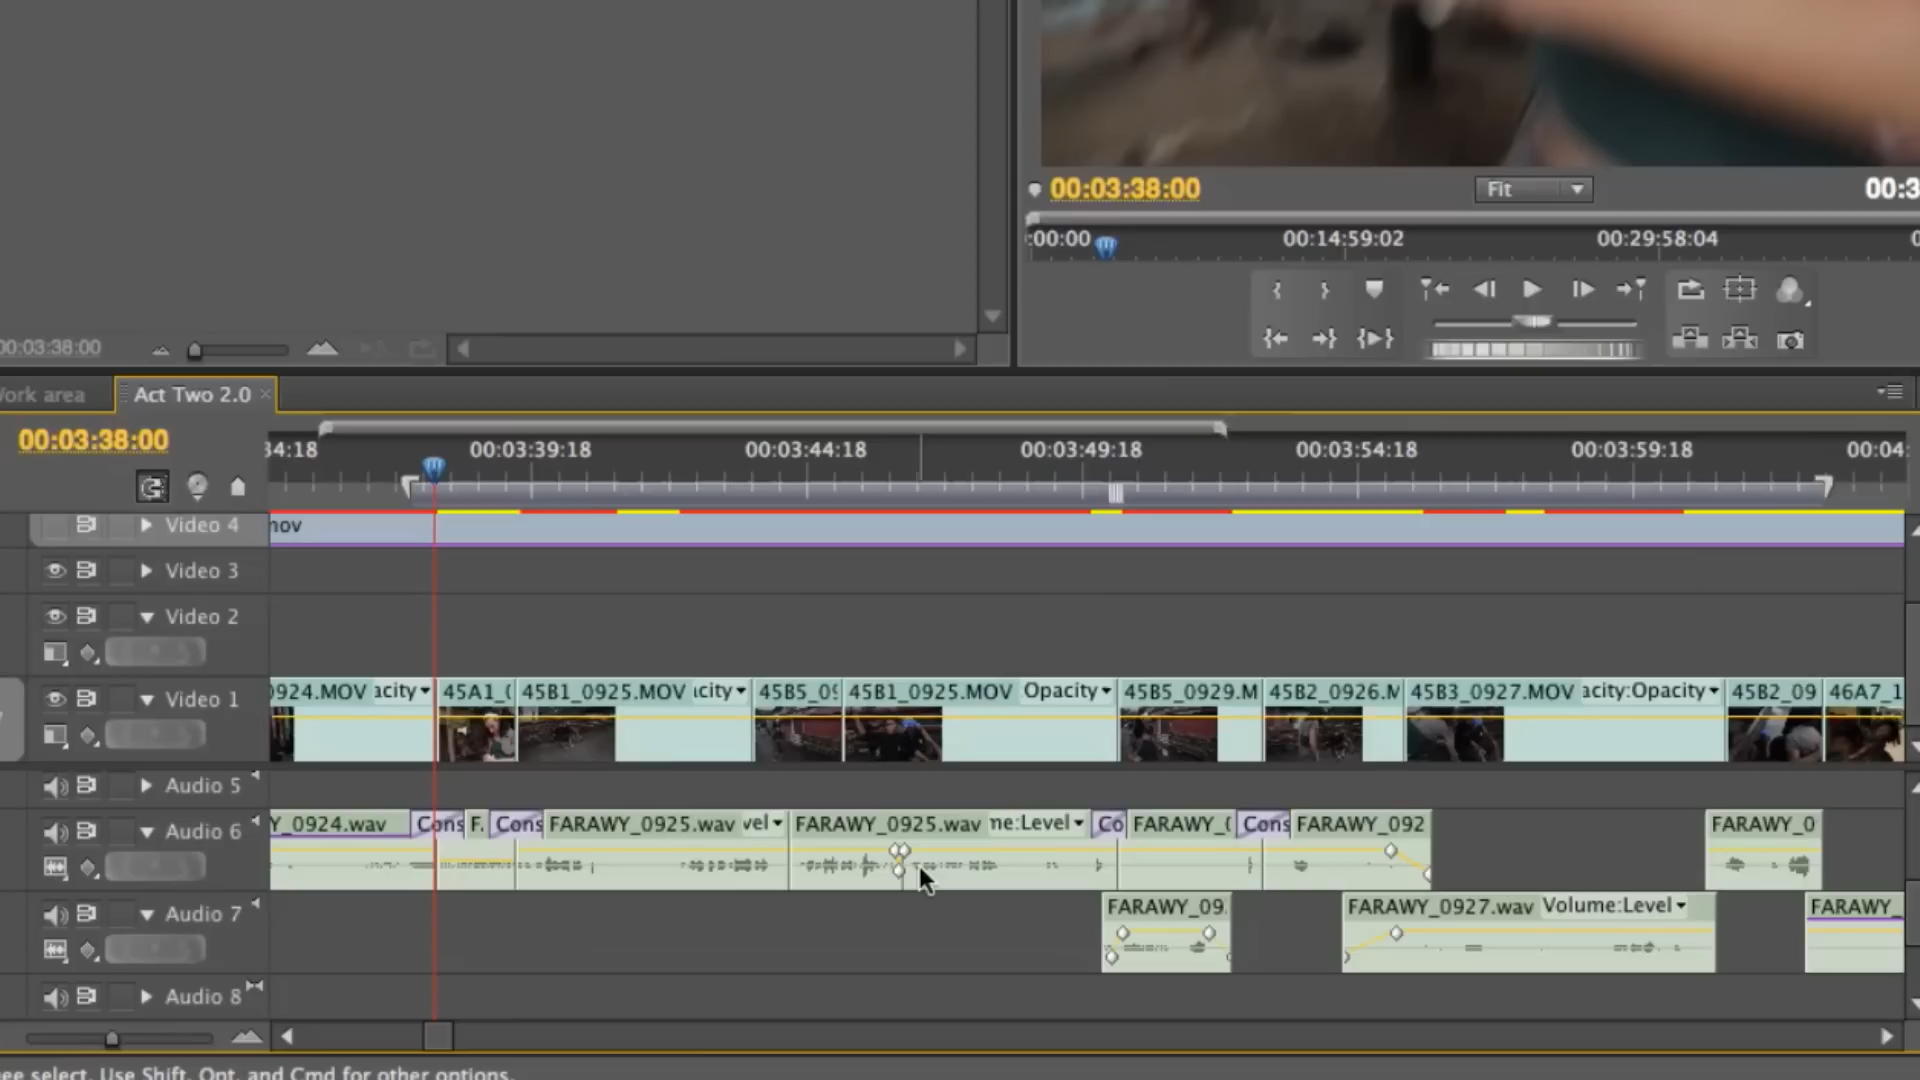 00:03:38:00
Fit
00:3
:00:00
00:14:59:02
00:29:58:04
00:03:38:00
Work area
Act Two 2.0
00:03:38:00
34:18
00:03:39:18
00:03:44:18
00:03:49:18
00:03:54:18
00:03:59:18
00:04:
Video 4
mov
Video 3
Video 2
Video 1
0924.MOV acity
45A1_0
45B1_0925.MOV icity
45B5_09
45B1_0925.MOV Opacity
45B5_0929.M
45B2_0926.M
45B3_0927.MOV acity:Opacity
45B2_09
46A7_1
Audio 5
Audio 6
Y_0924.wav
Cons
F.
Cons
FARAWY_0925.wav vel
FARAWY_0925.wav me:Level
Co
FARAWY_0
Cons
FARAWY_092
FARAWY_0
Audio 7
FARAWY_09.
FARAWY_0927.wav Volume:Level
FARAWY_
Audio 8
ee select. Use Shift, Opt, and Cmd for other options.